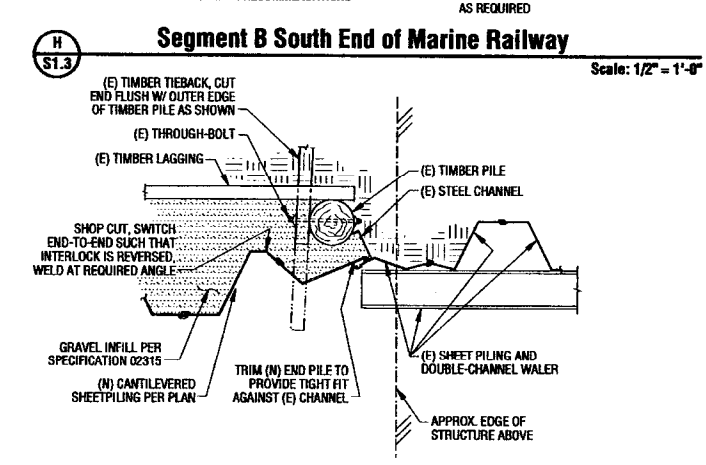 AS REQUIRED
H
S1.3
Segment B South End of Marine Railway
Scale: 1/2" = 1'-0"
(E) TIMBER TIEBACK, CUT
END FLUSH W/ OUTER EDGE
OF TIMBER PILE AS SHOWN
(E) THROUGH-BOLT
(E) TIMBER LAGGING
(E) TIMBER PILE
(E) STEEL CHANNEL
SHOP CUT, SWITCH
END-TO-END SUCH THAT
INTERLOCK IS REVERSED,
WELD AT REQUIRED ANGLE
GRAVEL INFILL PER
SPECIFICATION 02315
(N) CANTILEVERED
SHEETPILING PER PLAN
TRIM (N) END PILE TO
PROVIDE TIGHT FIT
AGAINST (E) CHANNEL
(E) SHEET PILING AND
DOUBLE-CHANNEL WALER
APPROX. EDGE OF
STRUCTURE ABOVE